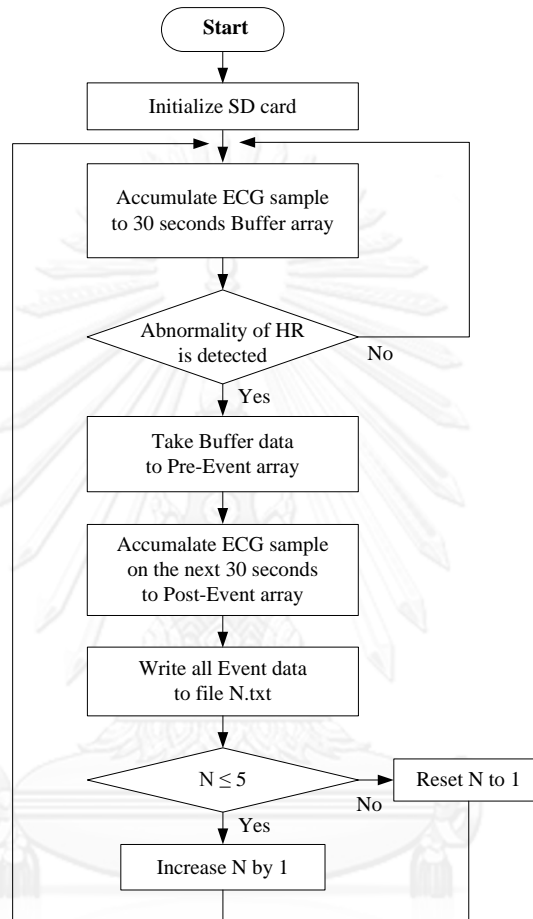 Start
Initialize SD card
Accumulate ECG sample
to 30 seconds Buffer array
Abnormality of HR
is detected
No
Yes
Take Buffer data
to Pre-Event array
Accumalate ECG sample
on the next 30 seconds
to Post-Event array
Write all Event data
to file N.txt
N ≤ 5
No
Reset N to 1
Yes
Increase N by 1